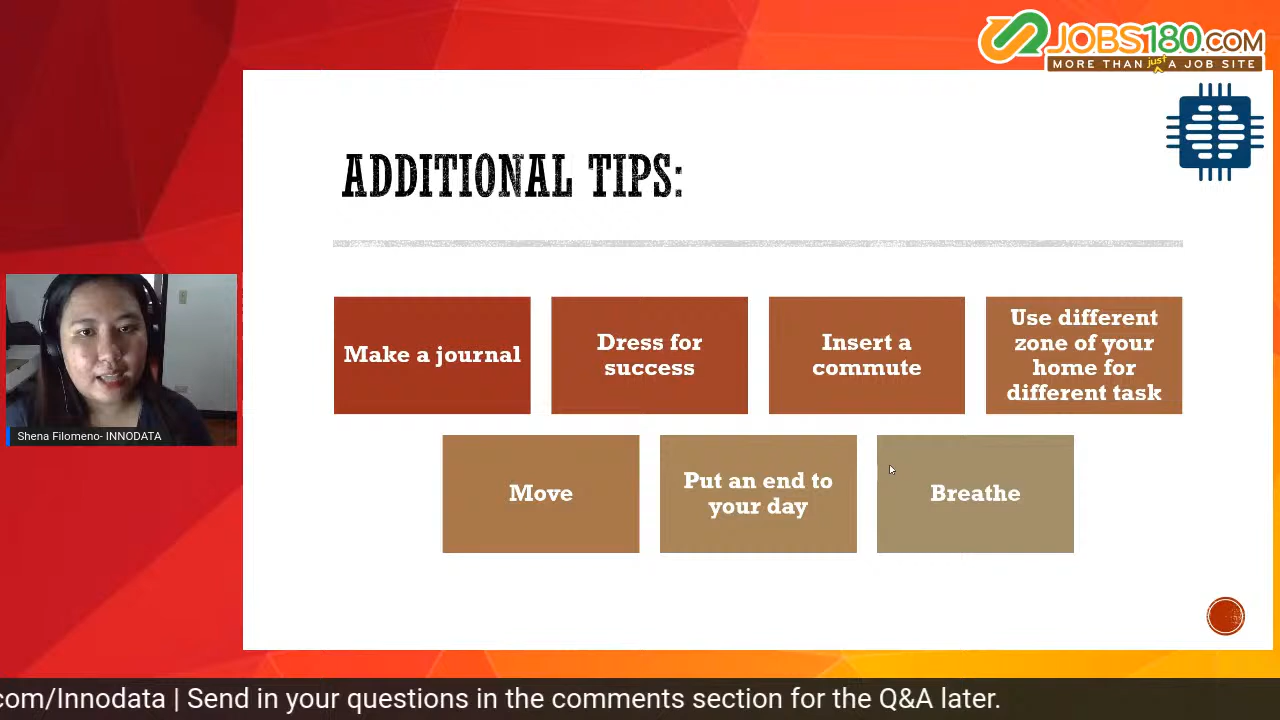 JOBS180.COM
MORE THAN just A JOB SITE
ADDITIONAL TIPS:
Make a journal
Dress for
success
Insert a
commute
Use different
zone of your
home for
different task
Move
Put an end to
your day
Breathe
Shena Filomeno- INNODATA
com/Innodata | Send in your questions in the comments section for the Q&A later.